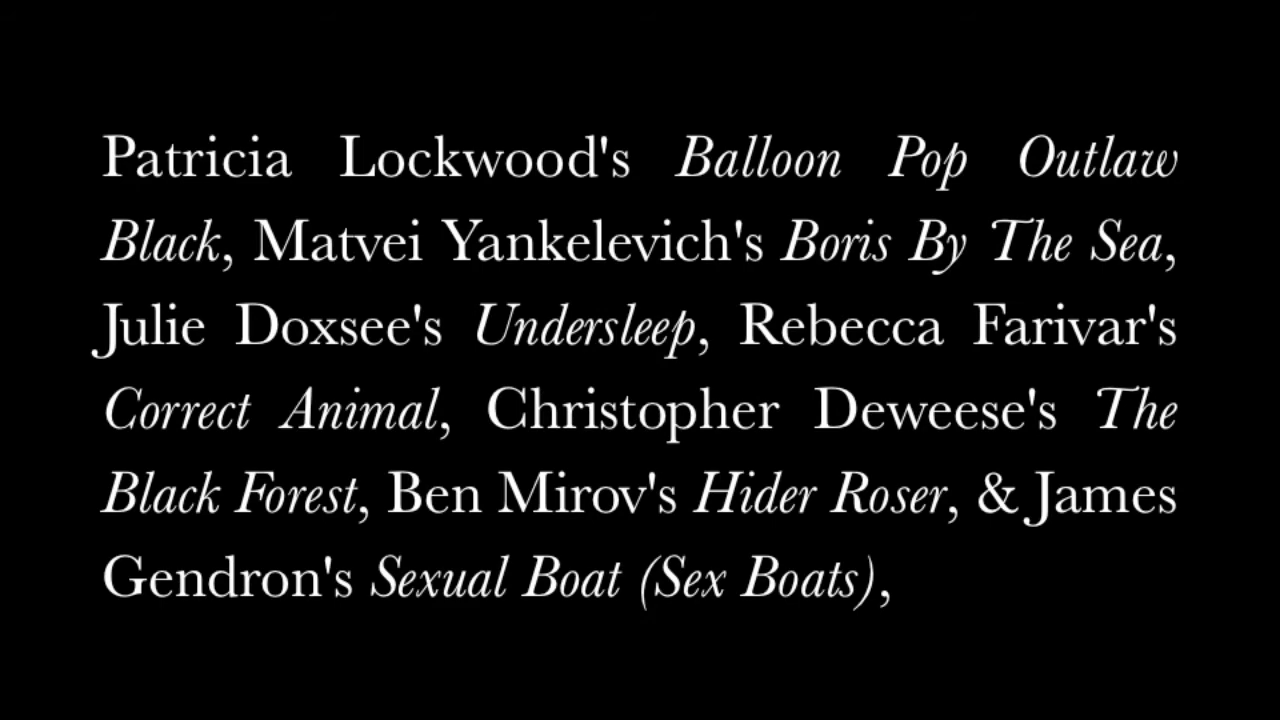 Patricia Lockwood's Balloon Pop Outlaw
Black, Matvei Yankelevich's Boris By The Sea,
Julie Doxsee's Undersleep, Rebecca Farivar's
Correct Animal, Christopher Deweese's The
Black Forest, Ben Mirov's Hider Roser, & James
Gendron's Sexual Boat (Sex Boats),